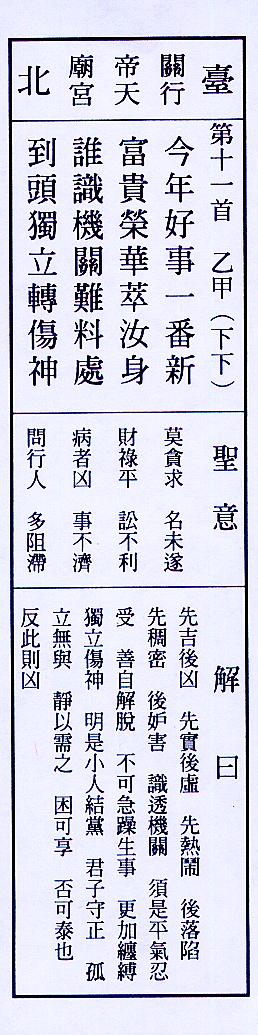 臺
關行
帝天
廟宮
北
第十一首　乙甲（下下）
今年好事一番新
富貴榮華萃汝身
誰識機關難料處
到頭獨立轉傷神
聖意
莫貪求　名未遂
財祿平　訟不利
病者凶　事不濟
問行人　多阻滯
解曰
先吉後凶　先實後虛　先熱鬧　後落陷
先稠密　後妒害　識透機關　須是平氣忍
受　善自解脫　不可急躁生事　更加纏縛
獨立傷神　明是小人結黨　君子守正　孤
立無與　靜以需之　困可享　否可泰也
反此則凶